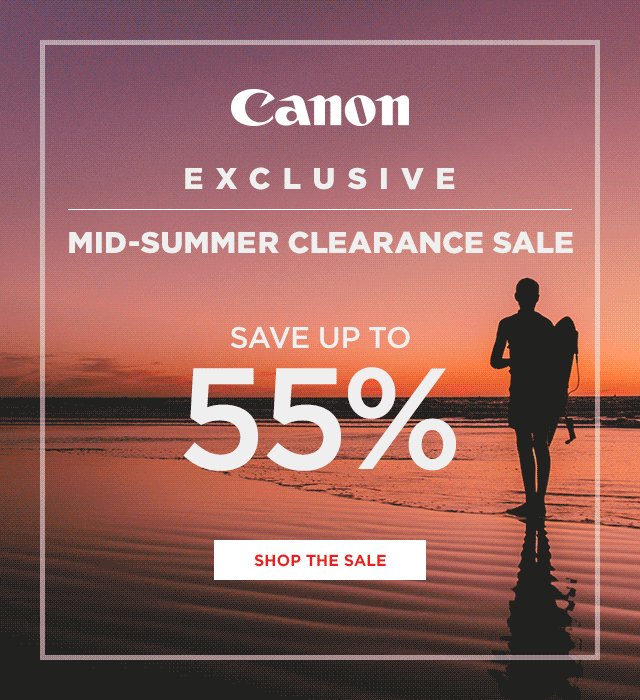 Canon
EXCLUSIVE
MID-SUMMER CLEARANCE SALE
SAVE UP TO
55%
SHOP THE SALE